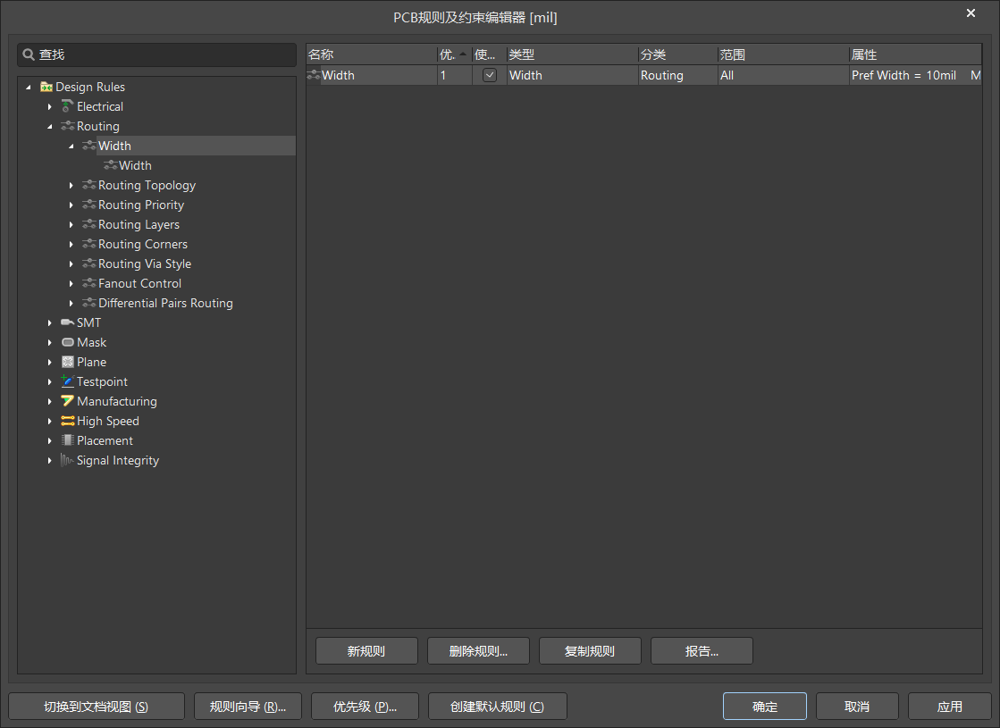 PCB规则及约束编辑器 [mil]
查找
Design Rules
Electrical
Routing
Width
Width
Routing Topology
Routing Priority
Routing Layers
Routing Corners
Routing Via Style
Fanout Control
Differential Pairs Routing
SMT
Mask
Plane
Testpoint
Manufacturing
High Speed
Placement
Signal Integrity
名称 优. 使... 类型 分类 范围 属性
Width 1 Width Routing All Pref Width = 10mil M
新规则 删除规则... 复制规则 报告...
切换到文档视图 (S) 规则向导 (R)... 优先级 (P)... 创建默认规则 (C) 确定 取消 应用